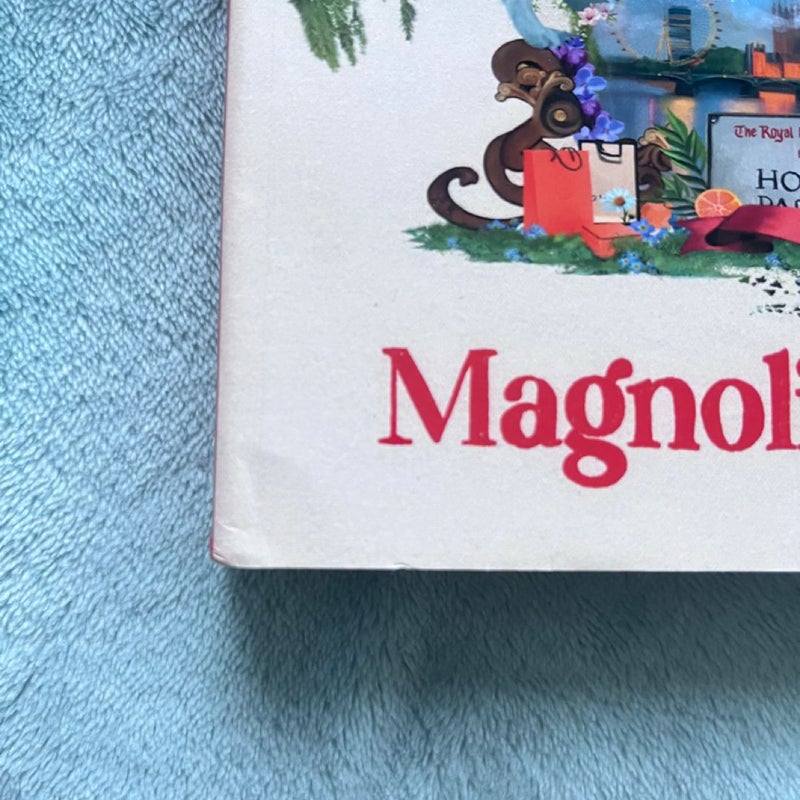 The Royal
HO
Magnoli